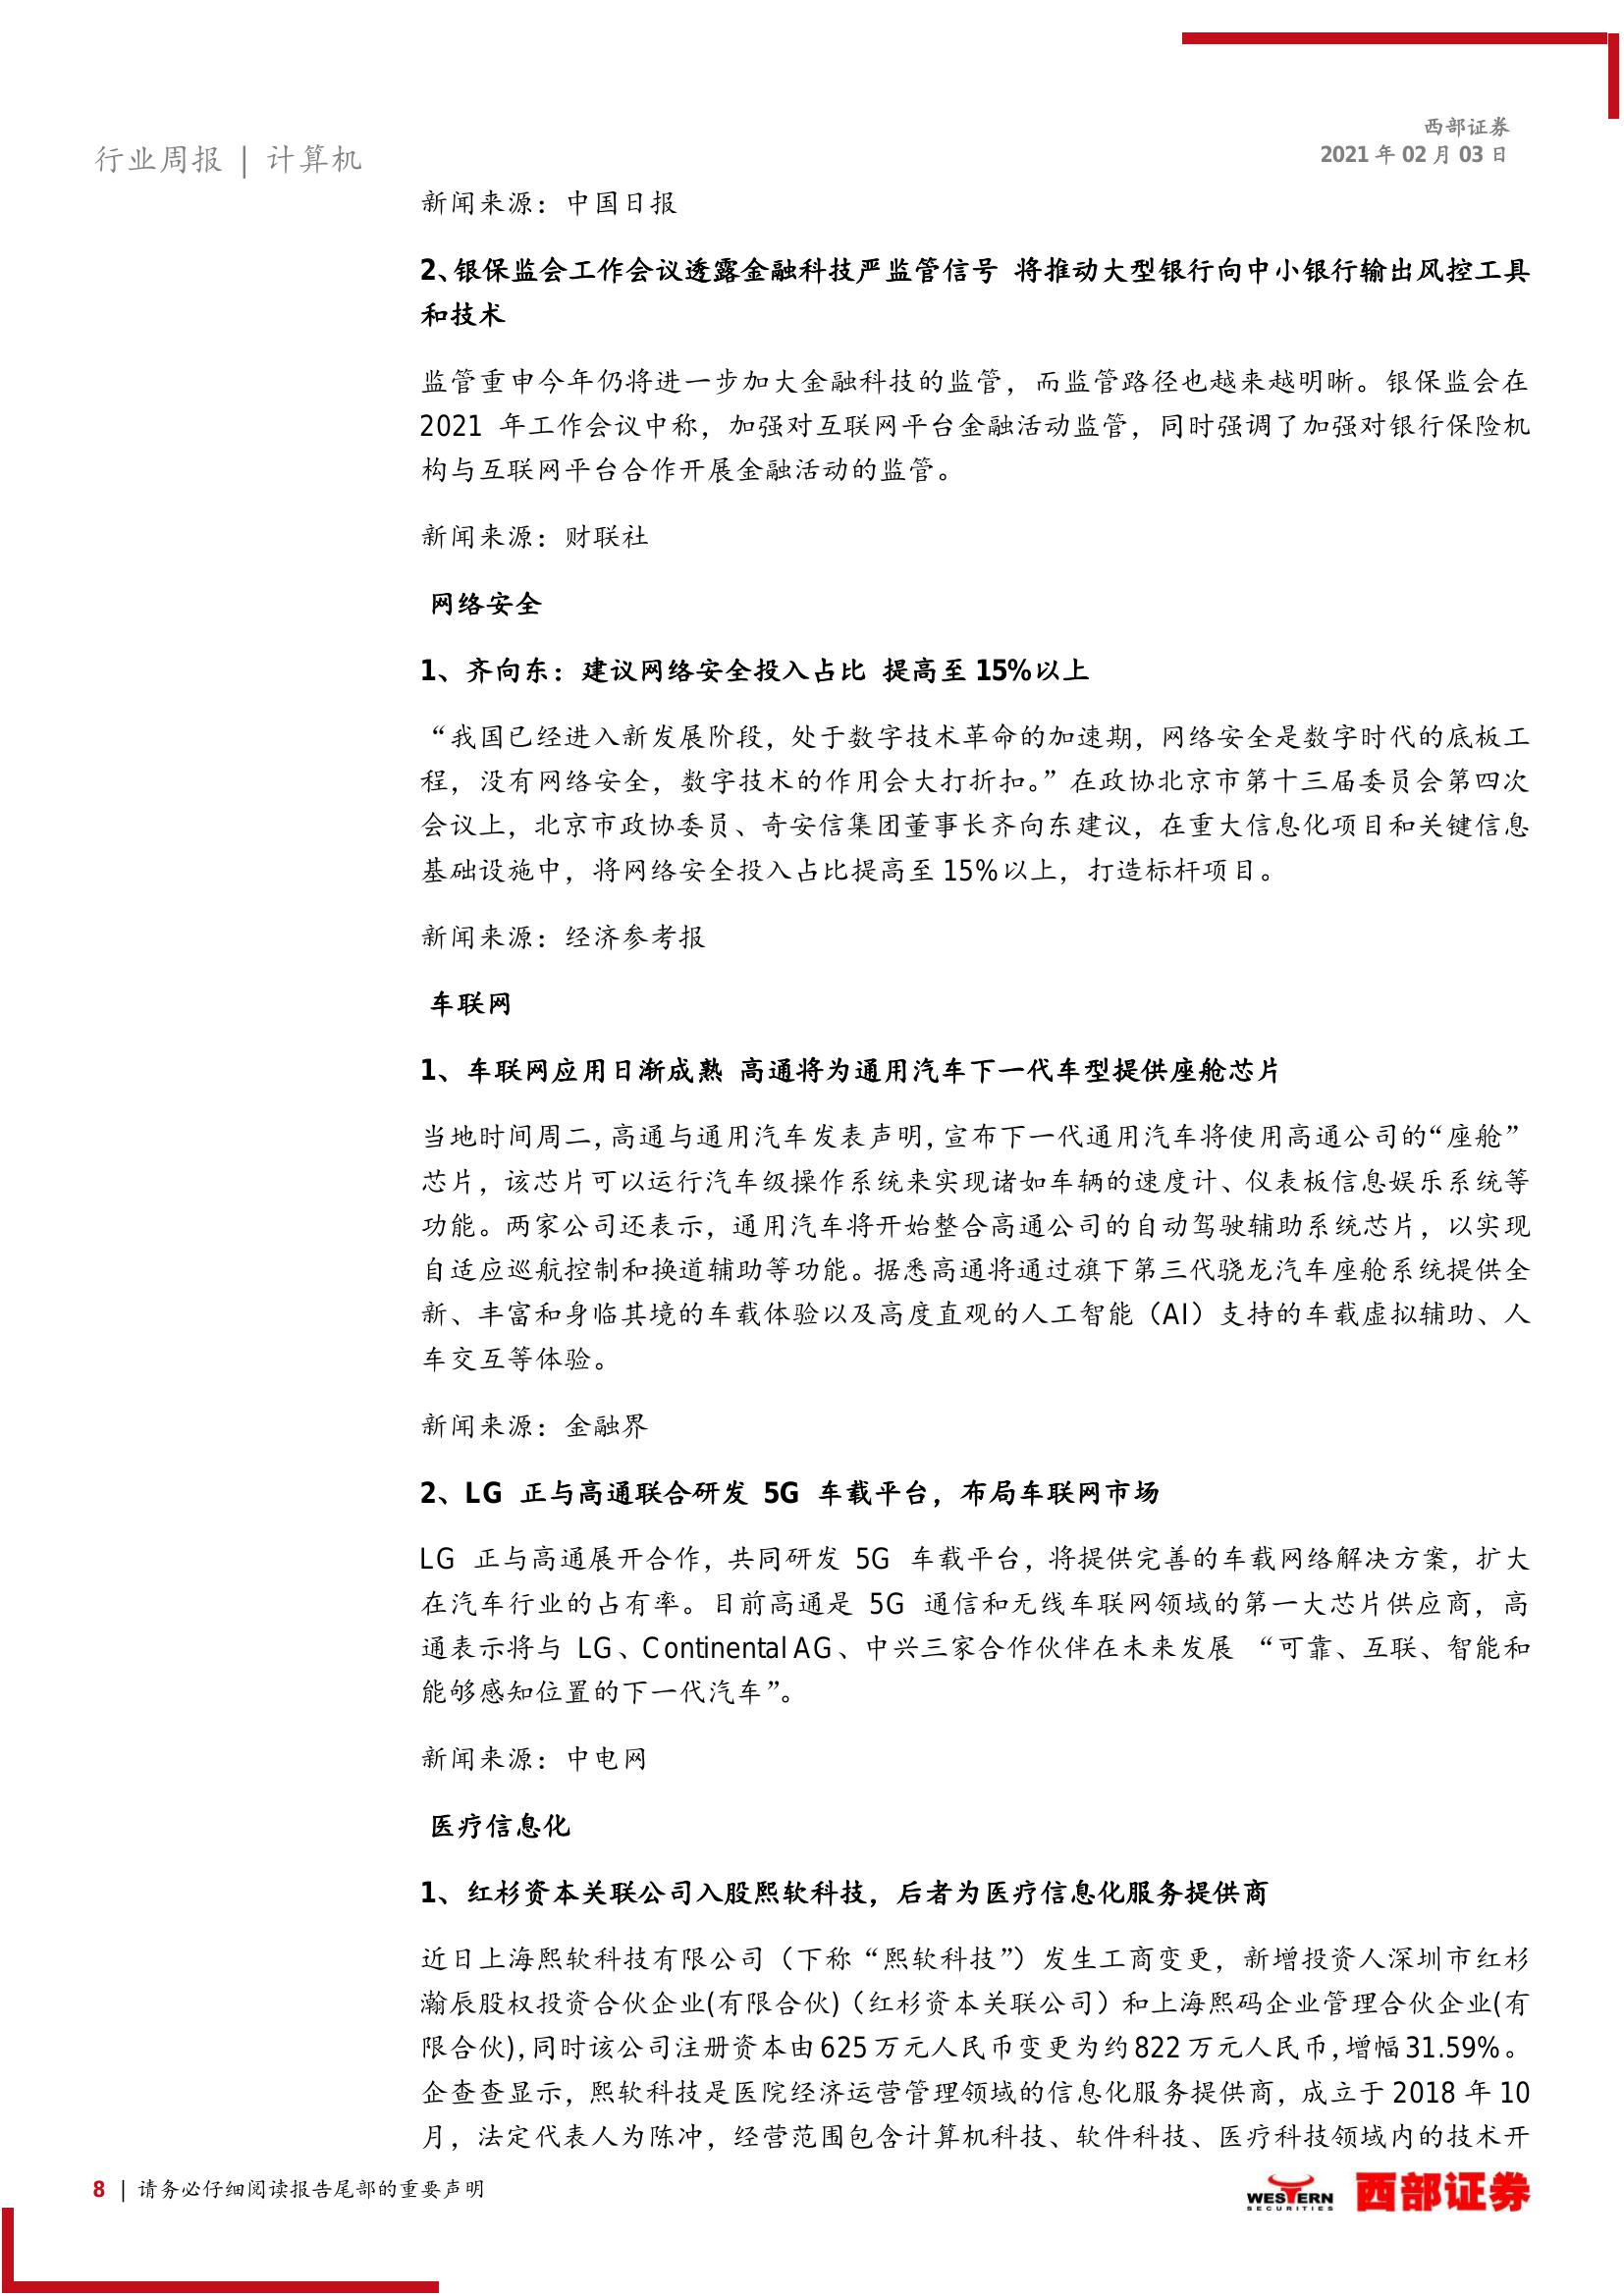 行业周报 | 计算机
西部证券
2021 年 02 月 03 日
新闻来源：中国日报
2、银保监会工作会议透露金融科技严监管信号 将推动大型银行向中小银行输出风控工具
和技术
监管重申今年仍将进一步加大金融科技的监管，而监管路径也越来越明晰。银保监会在
2021 年工作会议中称，加强对互联网平台金融活动监管，同时强调了加强对银行保险机
构与互联网平台合作开展金融活动的监管。
新闻来源：财联社
网络安全
1、齐向东：建议网络安全投入占比 提高至 15%以上
“我国已经进入新发展阶段，处于数字技术革命的加速期，网络安全是数字时代的底板工
程，没有网络安全，数字技术的作用会大打折扣。”在政协北京市第十三届委员会第四次
会议上，北京市政协委员、奇安信集团董事长齐向东建议，在重大信息化项目和关键信息
基础设施中，将网络安全投入占比提高至 15%以上，打造标杆项目。
新闻来源：经济参考报
车联网
1、车联网应用日渐成熟 高通将为通用汽车下一代车型提供座舱芯片
当地时间周二，高通与通用汽车发表声明，宣布下一代通用汽车将使用高通公司的“座舱”
芯片，该芯片可以运行汽车级操作系统来实现诸如车辆的速度计、仪表板信息娱乐系统等
功能。两家公司还表示，通用汽车将开始整合高通公司的自动驾驶辅助系统芯片，以实现
自适应巡航控制和换道辅助等功能。据悉高通将通过旗下第三代骁龙汽车座舱系统提供全
新、丰富和身临其境的车载体验以及高度直观的人工智能（AI）支持的车载虚拟辅助、人
车交互等体验。
新闻来源：金融界
2、LG 正与高通联合研发 5G 车载平台，布局车联网市场
LG 正与高通展开合作，共同研发 5G 车载平台，将提供完善的车载网络解决方案，扩大
在汽车行业的占有率。目前高通是 5G 通信和无线车联网领域的第一大芯片供应商，高
通表示将与 LG、Continental AG、中兴三家合作伙伴在未来发展 “可靠、互联、智能和
能够感知位置的下一代汽车”。
新闻来源：中电网
医疗信息化
1、红杉资本关联公司入股熙软科技，后者为医疗信息化服务提供商
近日上海熙软科技有限公司（下称“熙软科技”）发生工商变更，新增投资人深圳市红杉
瀚辰股权投资合伙企业(有限合伙)（红杉资本关联公司）和上海熙码企业管理合伙企业(有
限合伙),同时该公司注册资本由 625 万元人民币变更为约 822 万元人民币，增幅 31.59%。
企查查显示，熙软科技是医院经济运营管理领域的信息化服务提供商，成立于 2018 年 10
月，法定代表人为陈冲，经营范围包含计算机科技、软件科技、医疗科技领域内的技术开
8 | 请务必仔细阅读报告尾部的重要声明
WESTERN
SECURITIES
西部证券